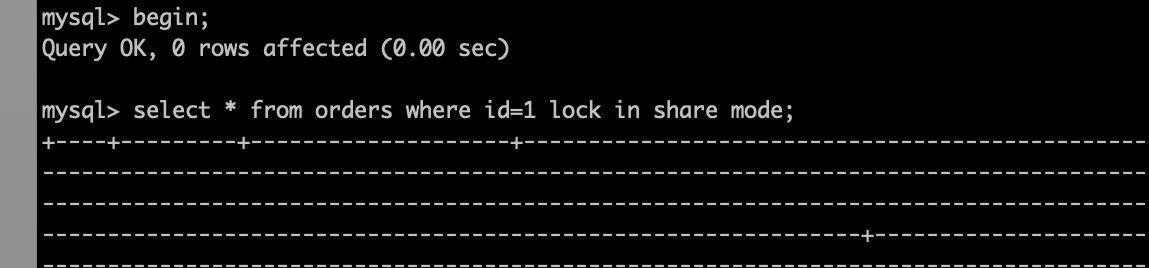 mysql> begin;
Query OK, 0 rows affected (0.00 sec)
mysql> select * from orders where id=1 lock in share mode;
+----+---------+--------------------+------------------------------------------------
-------------------------------------------------------------------------------------
-------------------------------------------------------------------------------------
---------------------------------------------------------------+---------------------
-------------------------------------------------------------------------------------